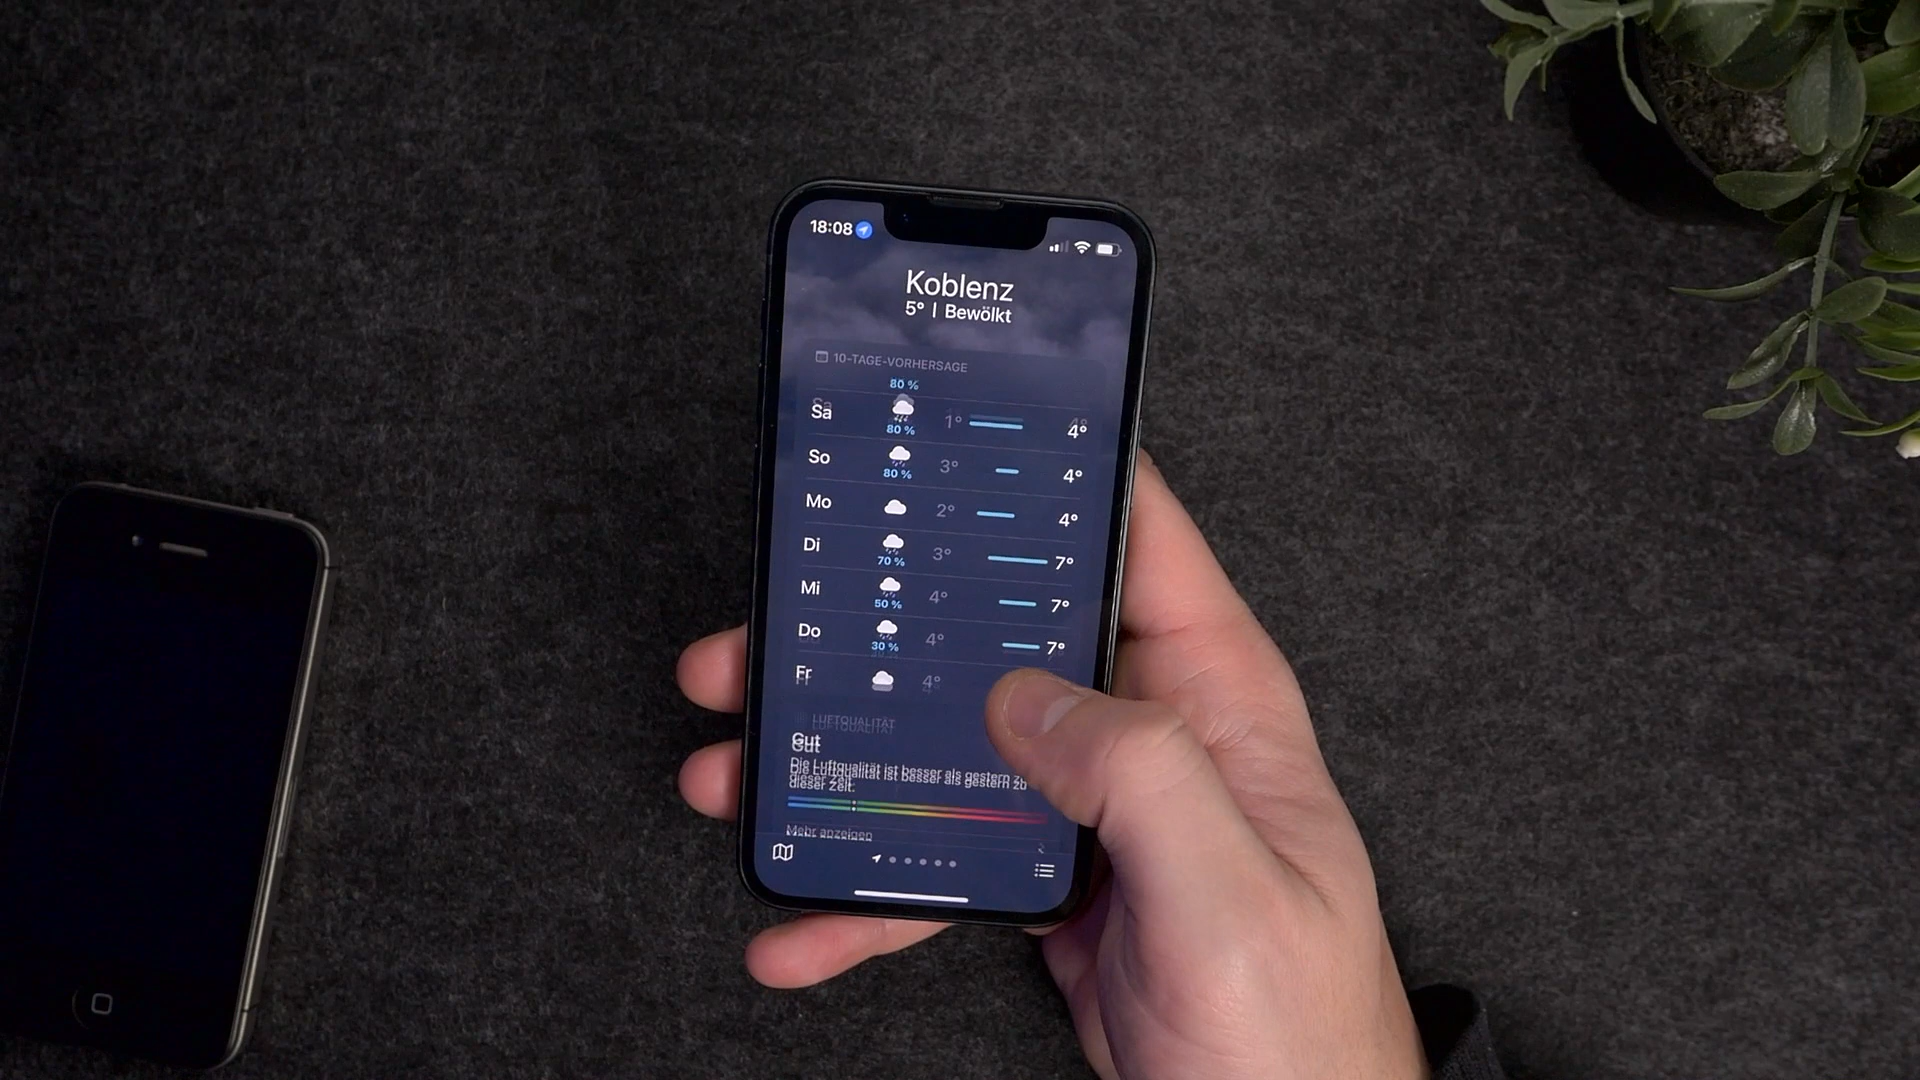 18:08
Koblenz
5° | Bewölkt
10-TAGE-VORHERSAGE
80 %
Sa 80 % 1° 4°
So 80 % 3° 4°
Mo 2° 4°
Di 70 % 3° 7°
Mi 50 % 4° 7°
Do 30 % 4° 7°
Fr 4°
LUFTQUALITÄT
Gut
Die Luftqualität ist besser als gestern zu
dieser Zeit.
Mehr anzeigen